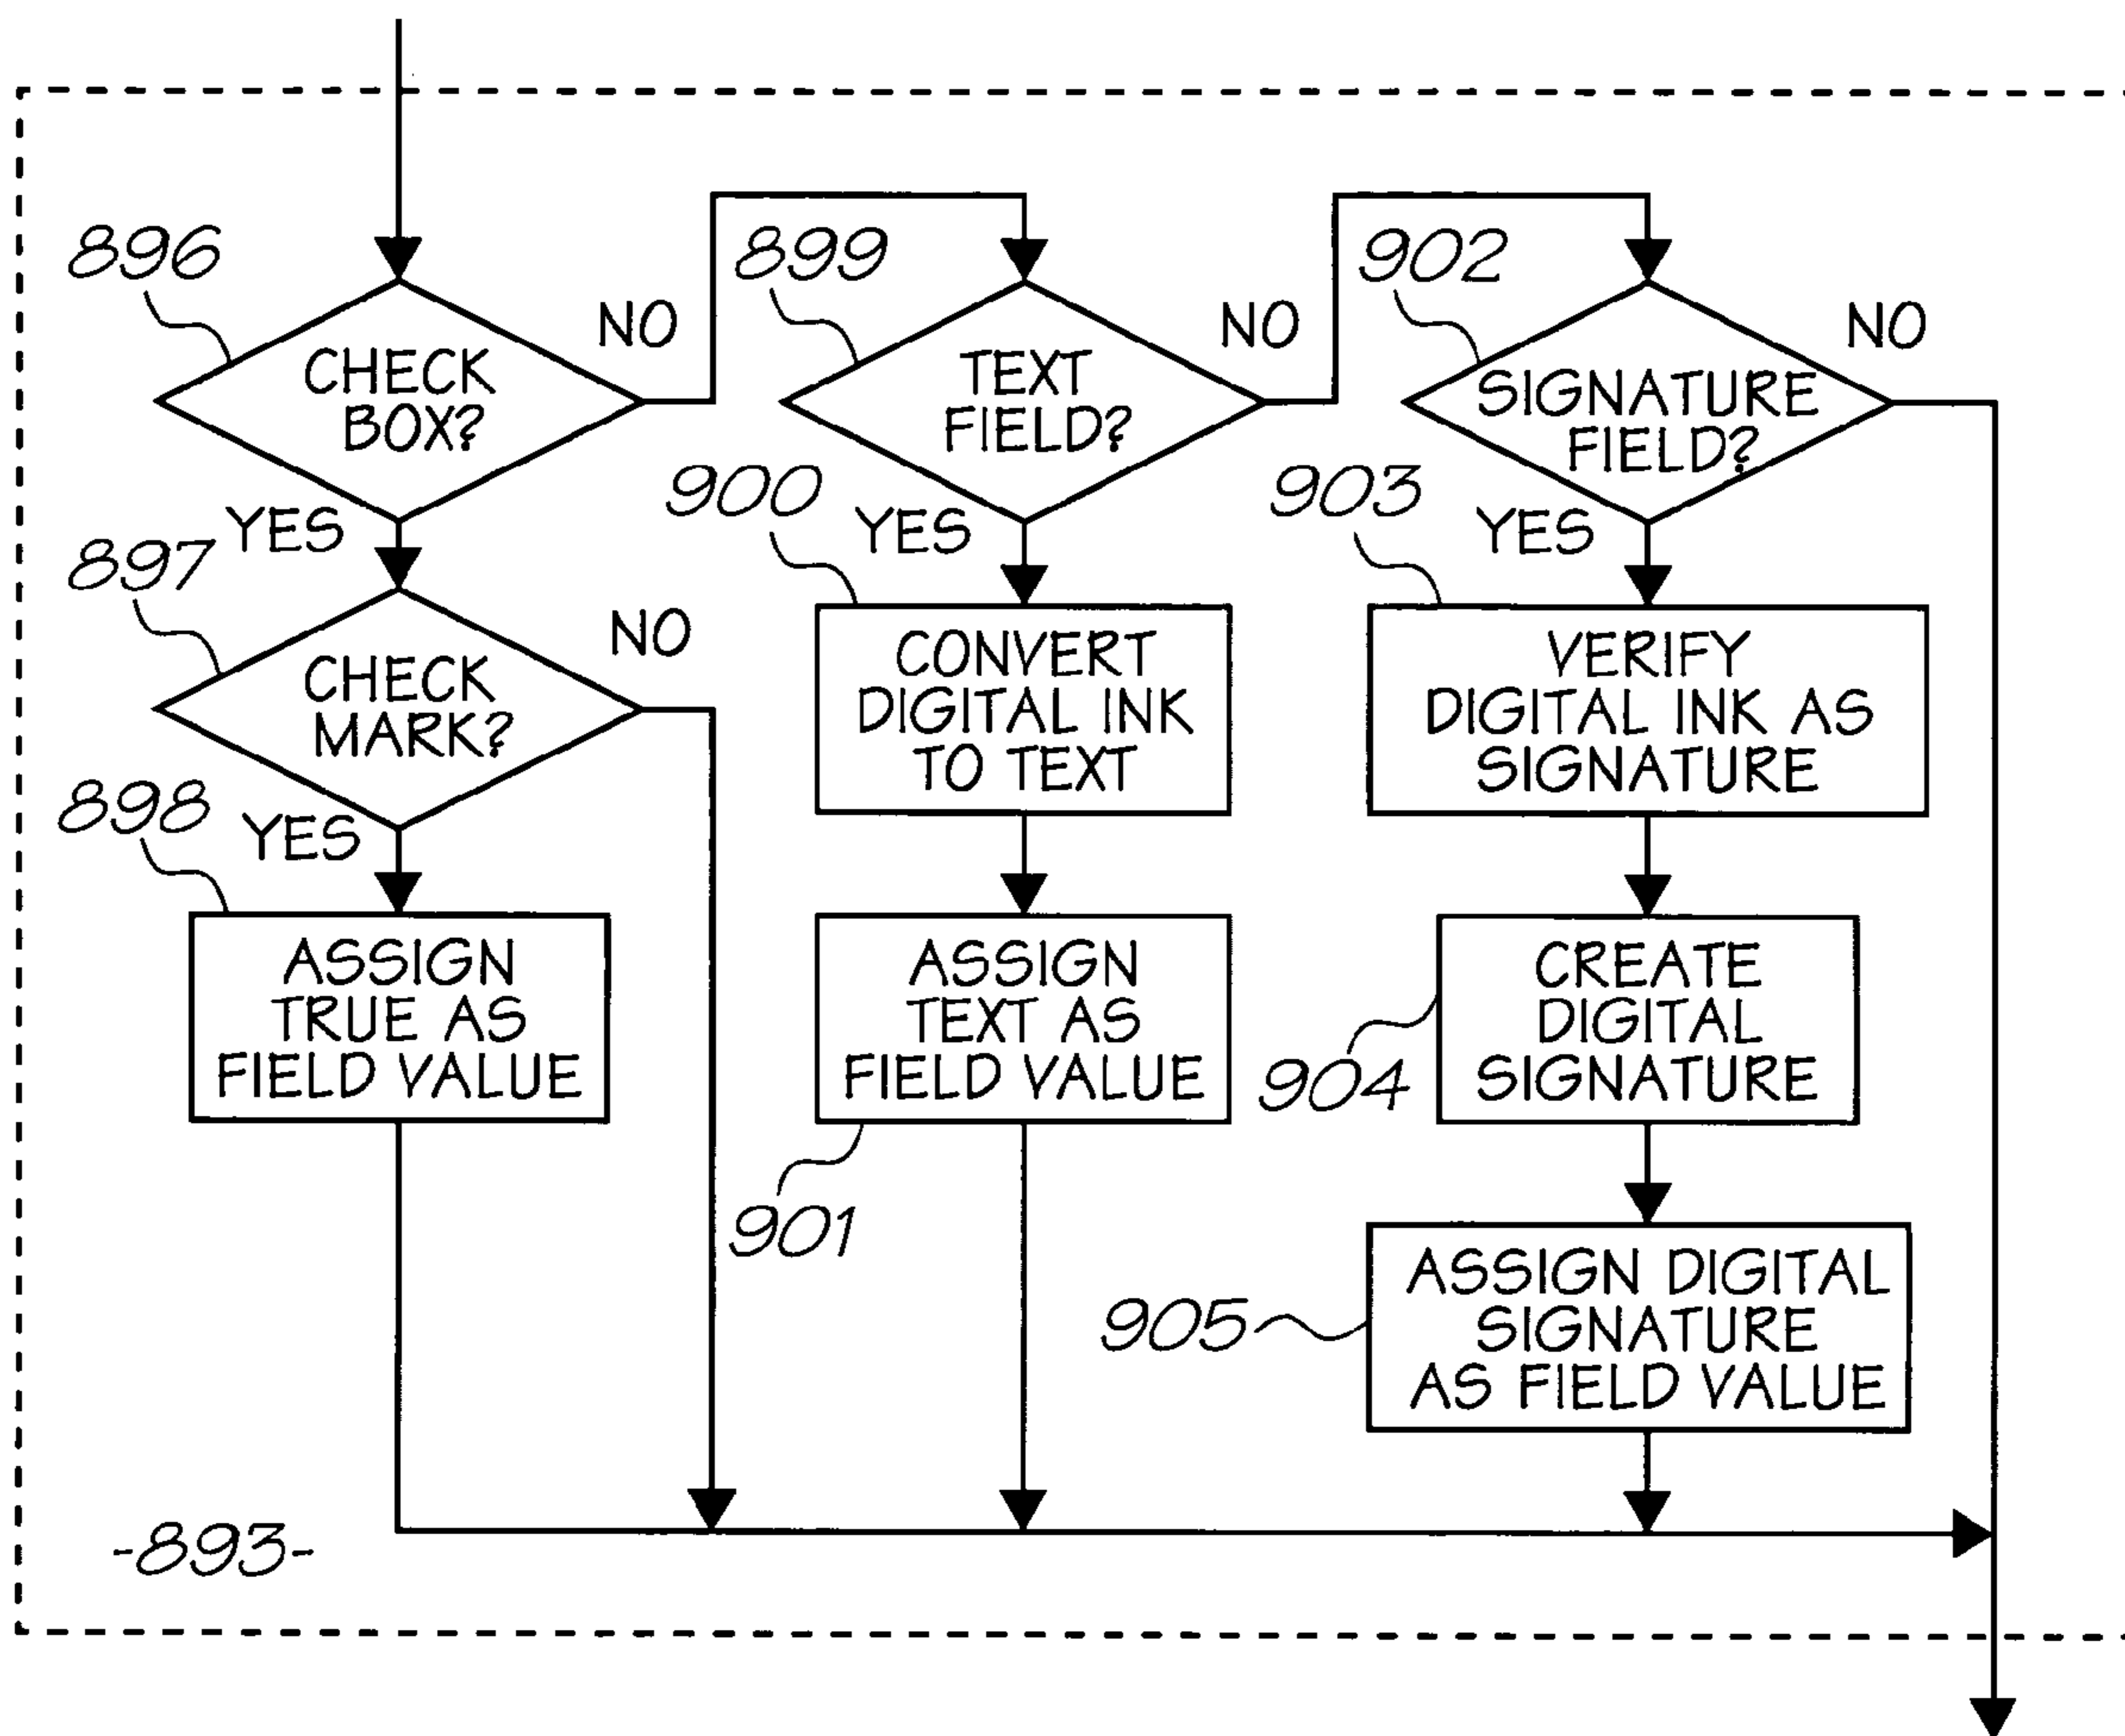 896
CHECK
BOX?
NO
YES
897
CHECK
MARK?
NO
YES
898
ASSIGN
TRUE AS
FIELD VALUE
899
TEXT
FIELD?
NO
YES
900
CONVERT
DIGITAL INK
TO TEXT
ASSIGN
TEXT AS
FIELD VALUE
901
902
SIGNATURE
FIELD?
NO
YES
903
VERIFY
DIGITAL INK AS
SIGNATURE
CREATE
DIGITAL
SIGNATURE
904
ASSIGN DIGITAL
SIGNATURE
AS FIELD VALUE
905
-893-